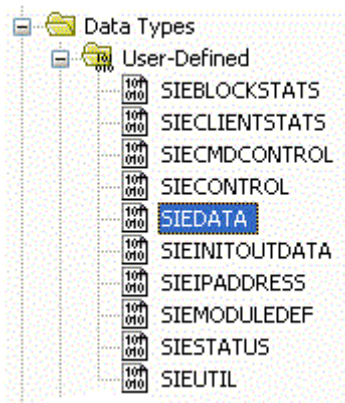 Data Types
User-Defined
SIEBLOCKSTATS
SIECLIENTSTATS
SIECMDCONTROL
SIECONTROL
SIEDATA
SIEINITOUTDATA
SIEIPADDRESS
SIEMODULEDEF
SIESTATUS
SIEUTIL